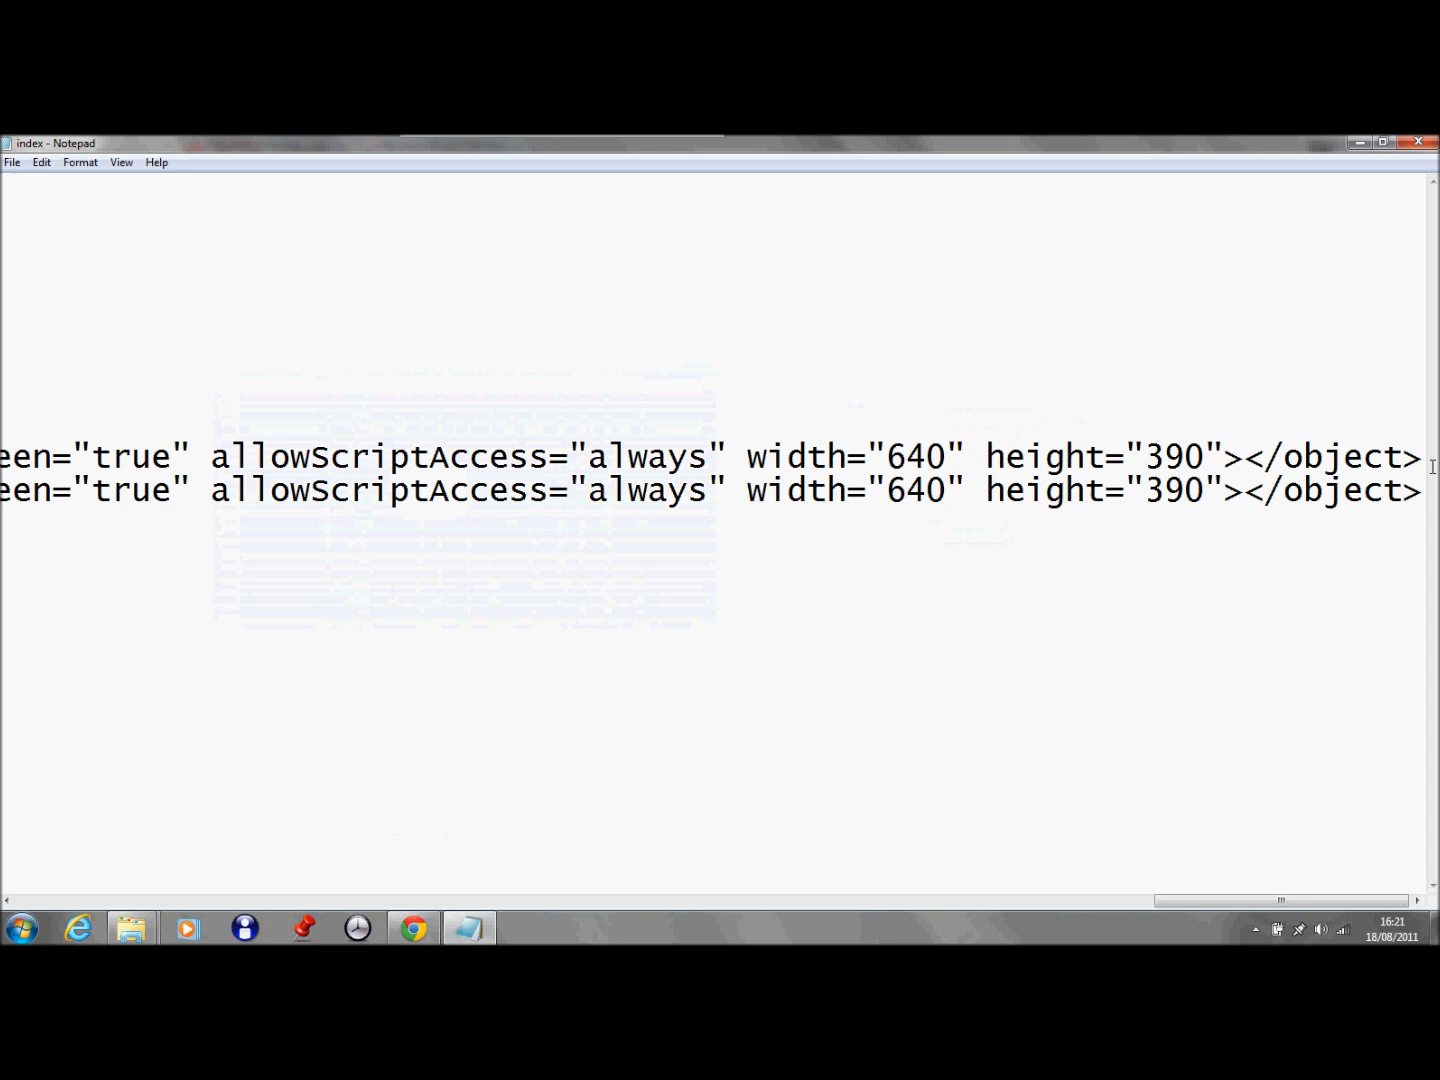 index - Notepad
File Edit Format View Help
een="true" allowScriptAccess="always" width="640" height="390"></object>
een="true" allowScriptAccess="always" width="640" height="390"></object>
16:21
18/08/2011